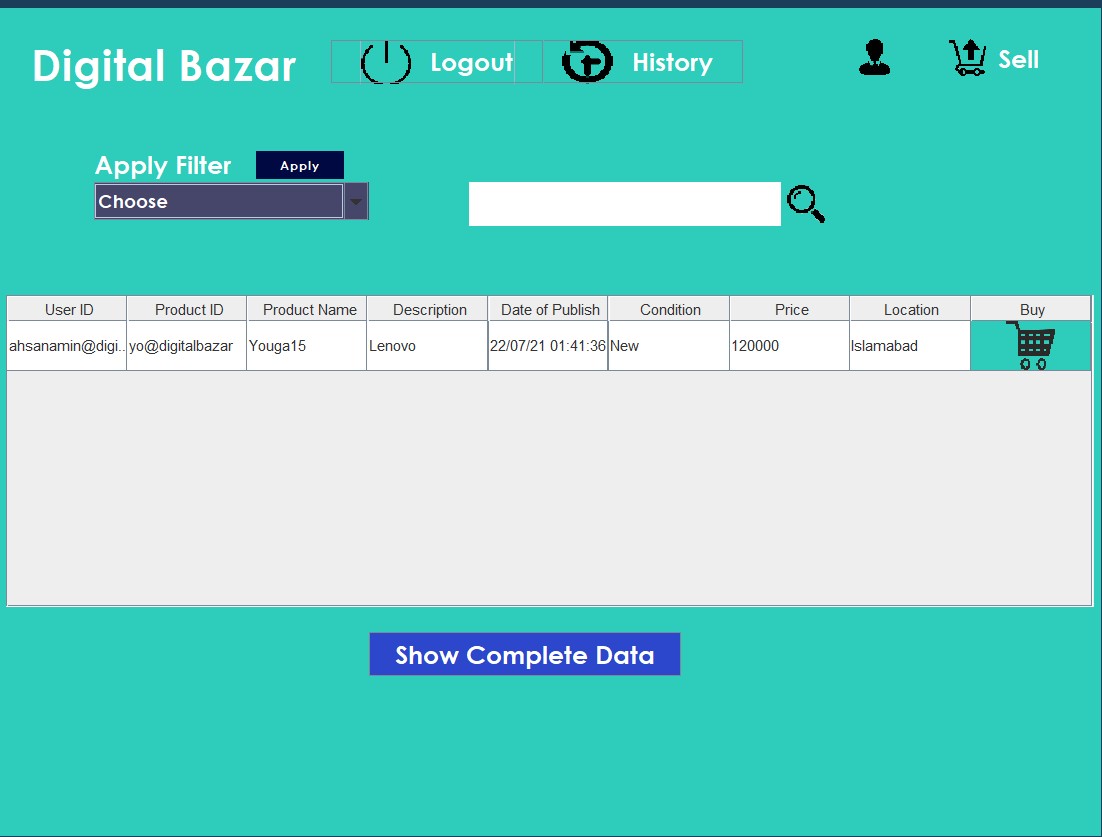 Digital Bazar
Logout
History
Sell
Apply Filter
Apply
Choose
User ID Product ID Product Name Description Date of Publish Condition Price Location Buy
ahsanamin@digi... yo@digitalbazar Youga15 Lenovo 22/07/21 01:41:36 New 120000 Islamabad
Show Complete Data